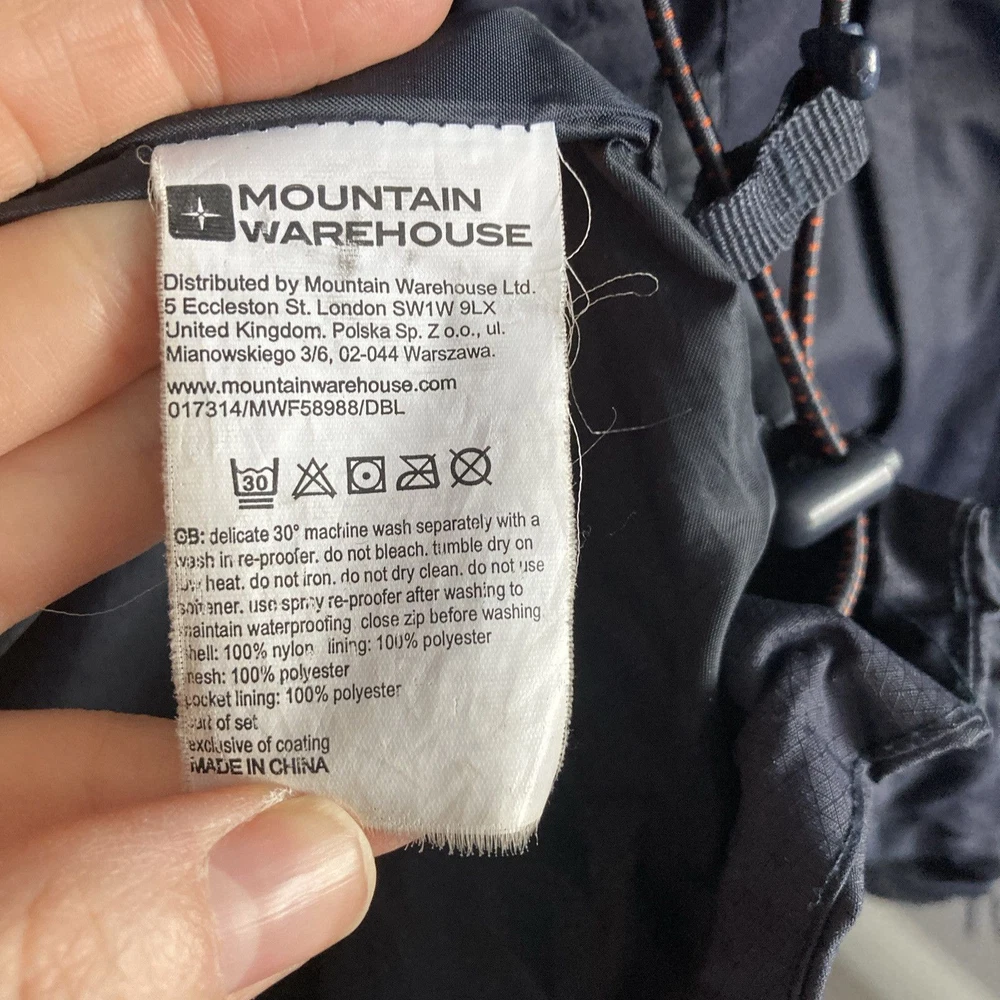 MOUNTAIN
WAREHOUSE
Distributed by Mountain Warehouse Ltd.
5 Eccleston St. London SW1W 9LX
United Kingdom. Polska Sp. Z o.o., ul.
Mianowskiego 3/6, 02-044 Warszawa.
www.mountainwarehouse.com
017314/MWF58988/DBL
30
GB: delicate 30° machine wash separately with a
wash in re-proofer. do not bleach. tumble dry on
low heat. do not iron. do not dry clean. do not use
softener. use spray re-proofer after washing to
maintain waterproofing close zip before washing
shell: 100% nylon lining: 100% polyester
mesh: 100% polyester
pocket lining: 100% polyester
of set
exclusive of coating
MADE IN CHINA